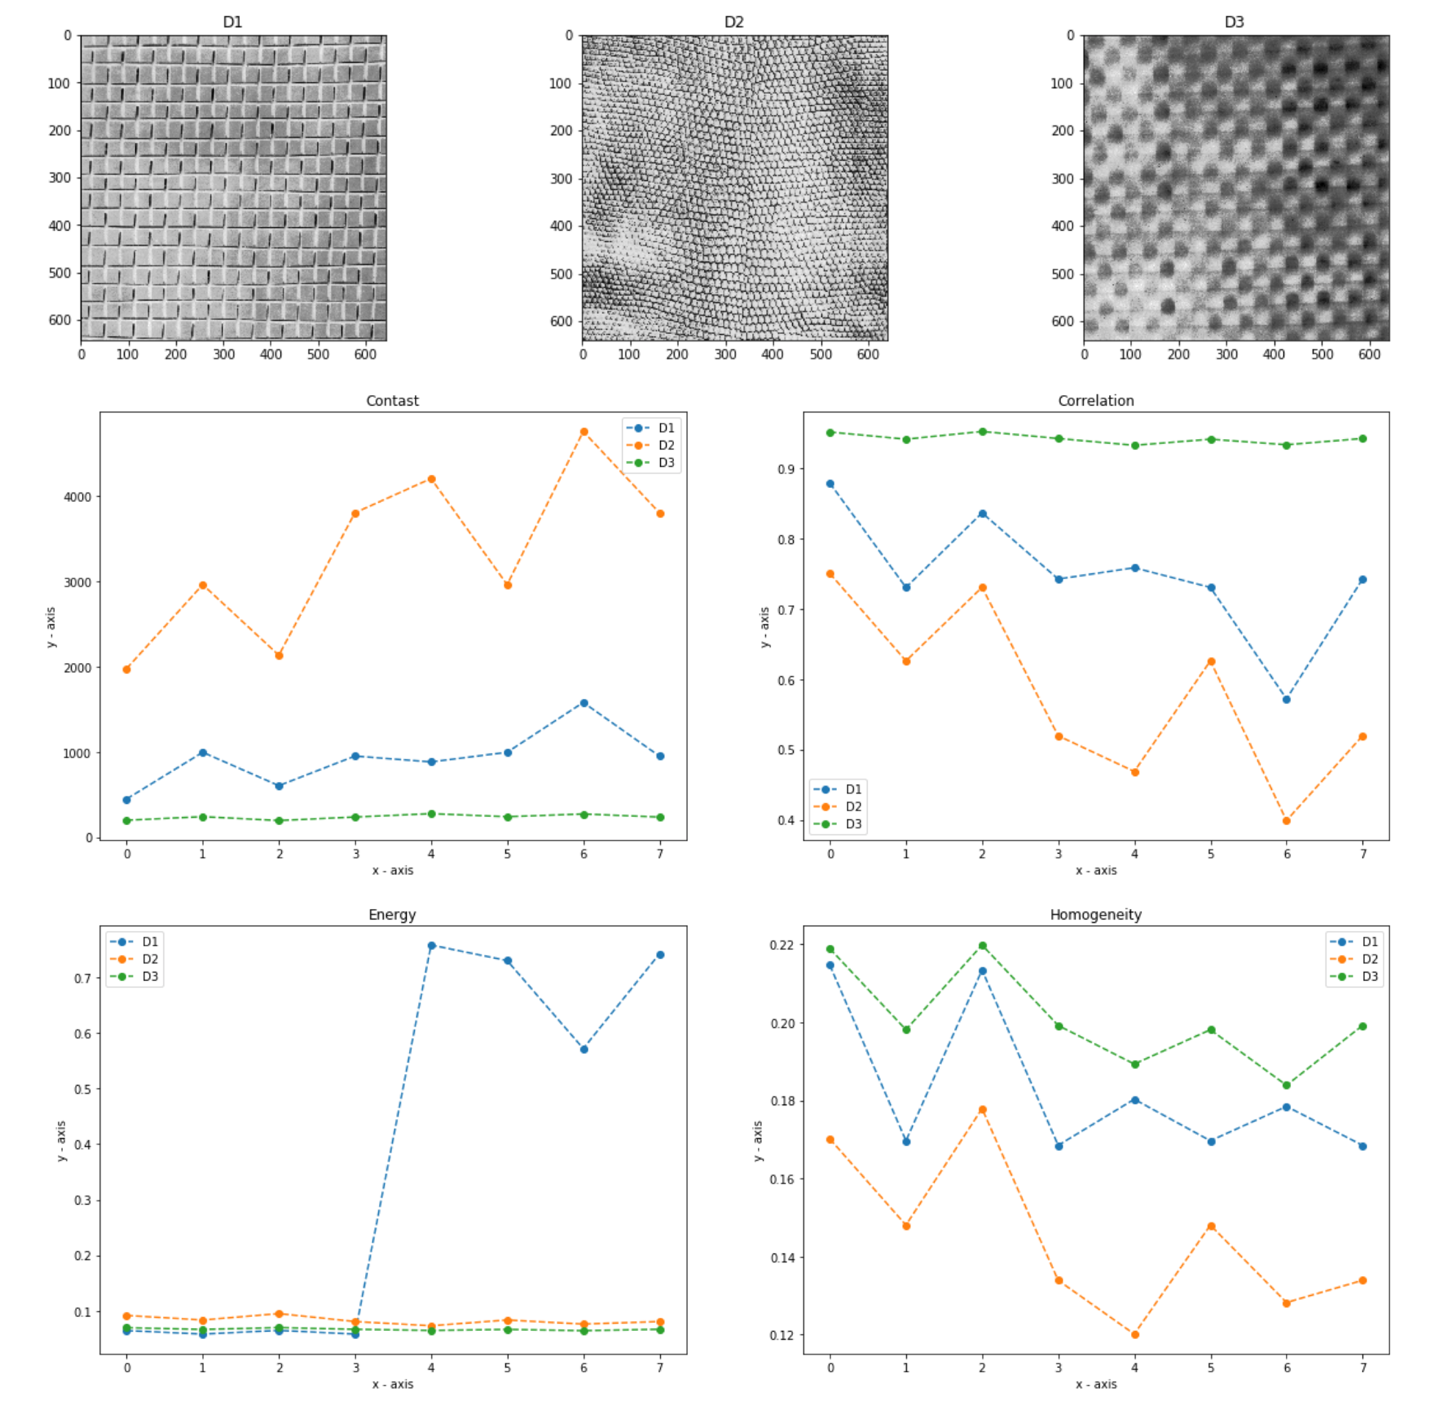 D1
D2
D3
0
100
200
300
400
500
600
0 100 200 300 400 500 600
0
100
200
300
400
500
600
0 100 200 300 400 500 600
0
100
200
300
400
500
600
0 100 200 300 400 500 600
Contast
D1
D2
D3
4000
3000
2000
1000
0
y - axis
0 1 2 3 4 5 6 7
x - axis
Correlation
0.9
0.8
0.7
0.6
0.5
0.4
y - axis
D1
D2
D3
0 1 2 3 4 5 6 7
x - axis
Energy
D1
D2
D3
0.7
0.6
0.5
0.4
0.3
0.2
0.1
y - axis
0 1 2 3 4 5 6 7
x - axis
Homogeneity
D1
D2
D3
0.22
0.20
0.18
0.16
0.14
0.12
y - axis
0 1 2 3 4 5 6 7
x - axis